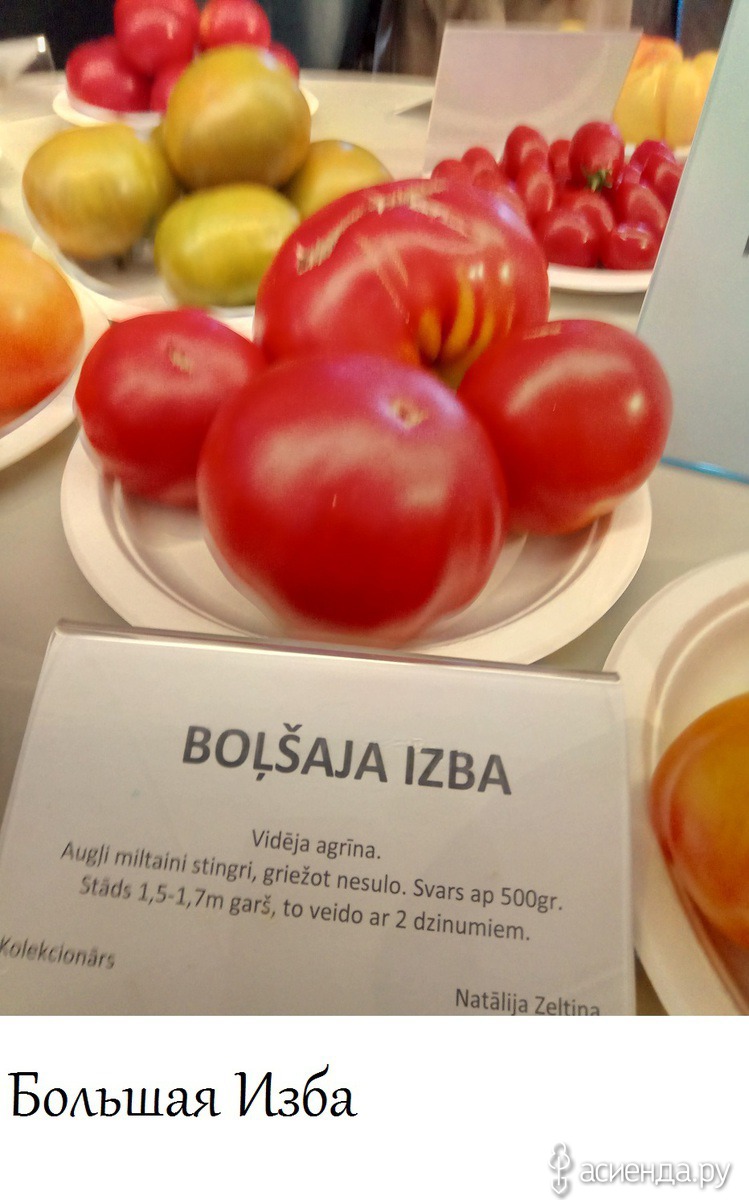 BOĻŠAJA IZBA
Vidēja agrīna.
Augļi miltaini stingri, griežot nesulo. Svars ap 500gr.
Stāds 1,5-1,7m garš, to veido ar 2 dzinumiem.
Kolekcionārs
Natālija Zeltiņa
Большая Изба
асиенда.ру